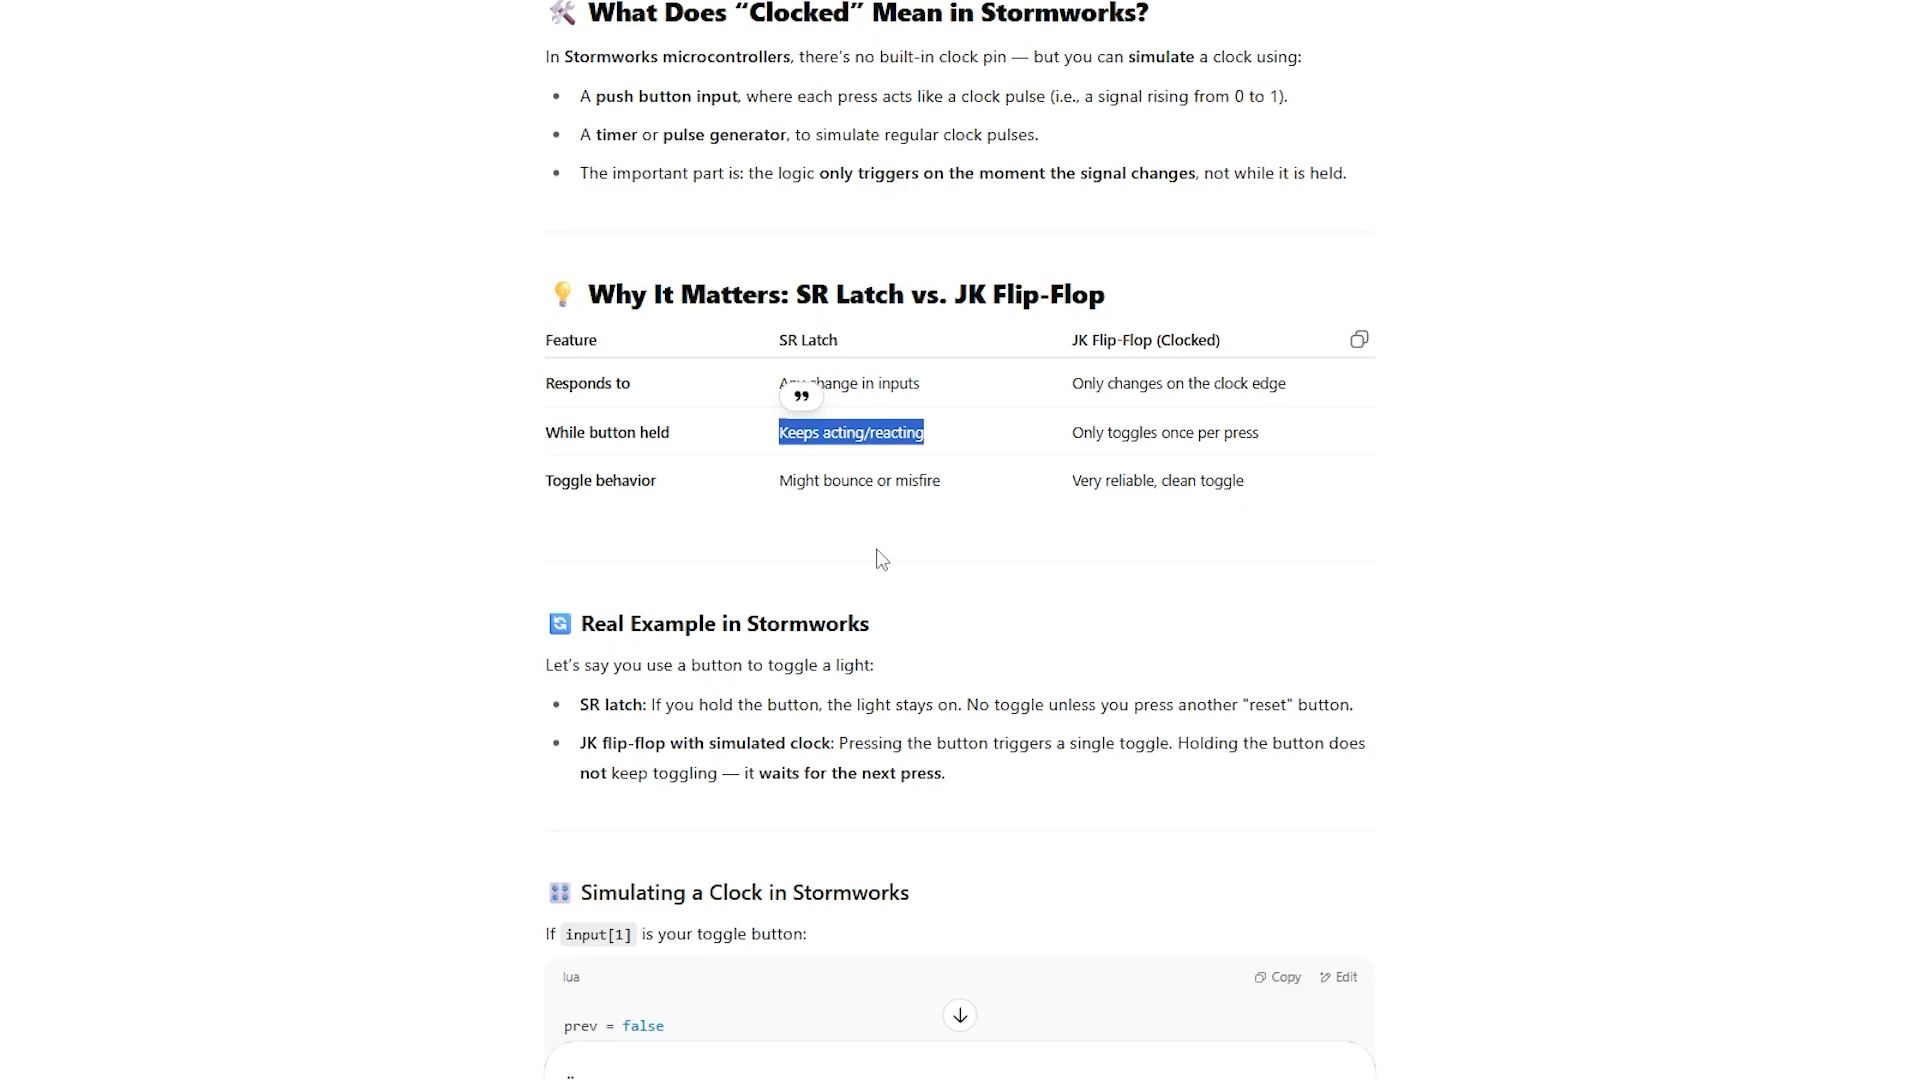 What Does “Clocked” Mean in Stormworks?
In Stormworks microcontrollers, there’s no built-in clock pin — but you can simulate a clock using:
• A push button input, where each press acts like a clock pulse (i.e., a signal rising from 0 to 1).
• A timer or pulse generator, to simulate regular clock pulses.
• The important part is: the logic only triggers on the moment the signal changes, not while it is held.
Why It Matters: SR Latch vs. JK Flip-Flop
Feature SR Latch JK Flip-Flop (Clocked)
Responds to Any change in inputs Only changes on the clock edge
While button held Keeps acting/reacting Only toggles once per press
Toggle behavior Might bounce or misfire Very reliable, clean toggle
Real Example in Stormworks
Let’s say you use a button to toggle a light:
• SR latch: If you hold the button, the light stays on. No toggle unless you press another "reset" button.
• JK flip-flop with simulated clock: Pressing the button triggers a single toggle. Holding the button does
not keep toggling — it waits for the next press.
Simulating a Clock in Stormworks
If input[1] is your toggle button:
lua Copy Edit
prev = false